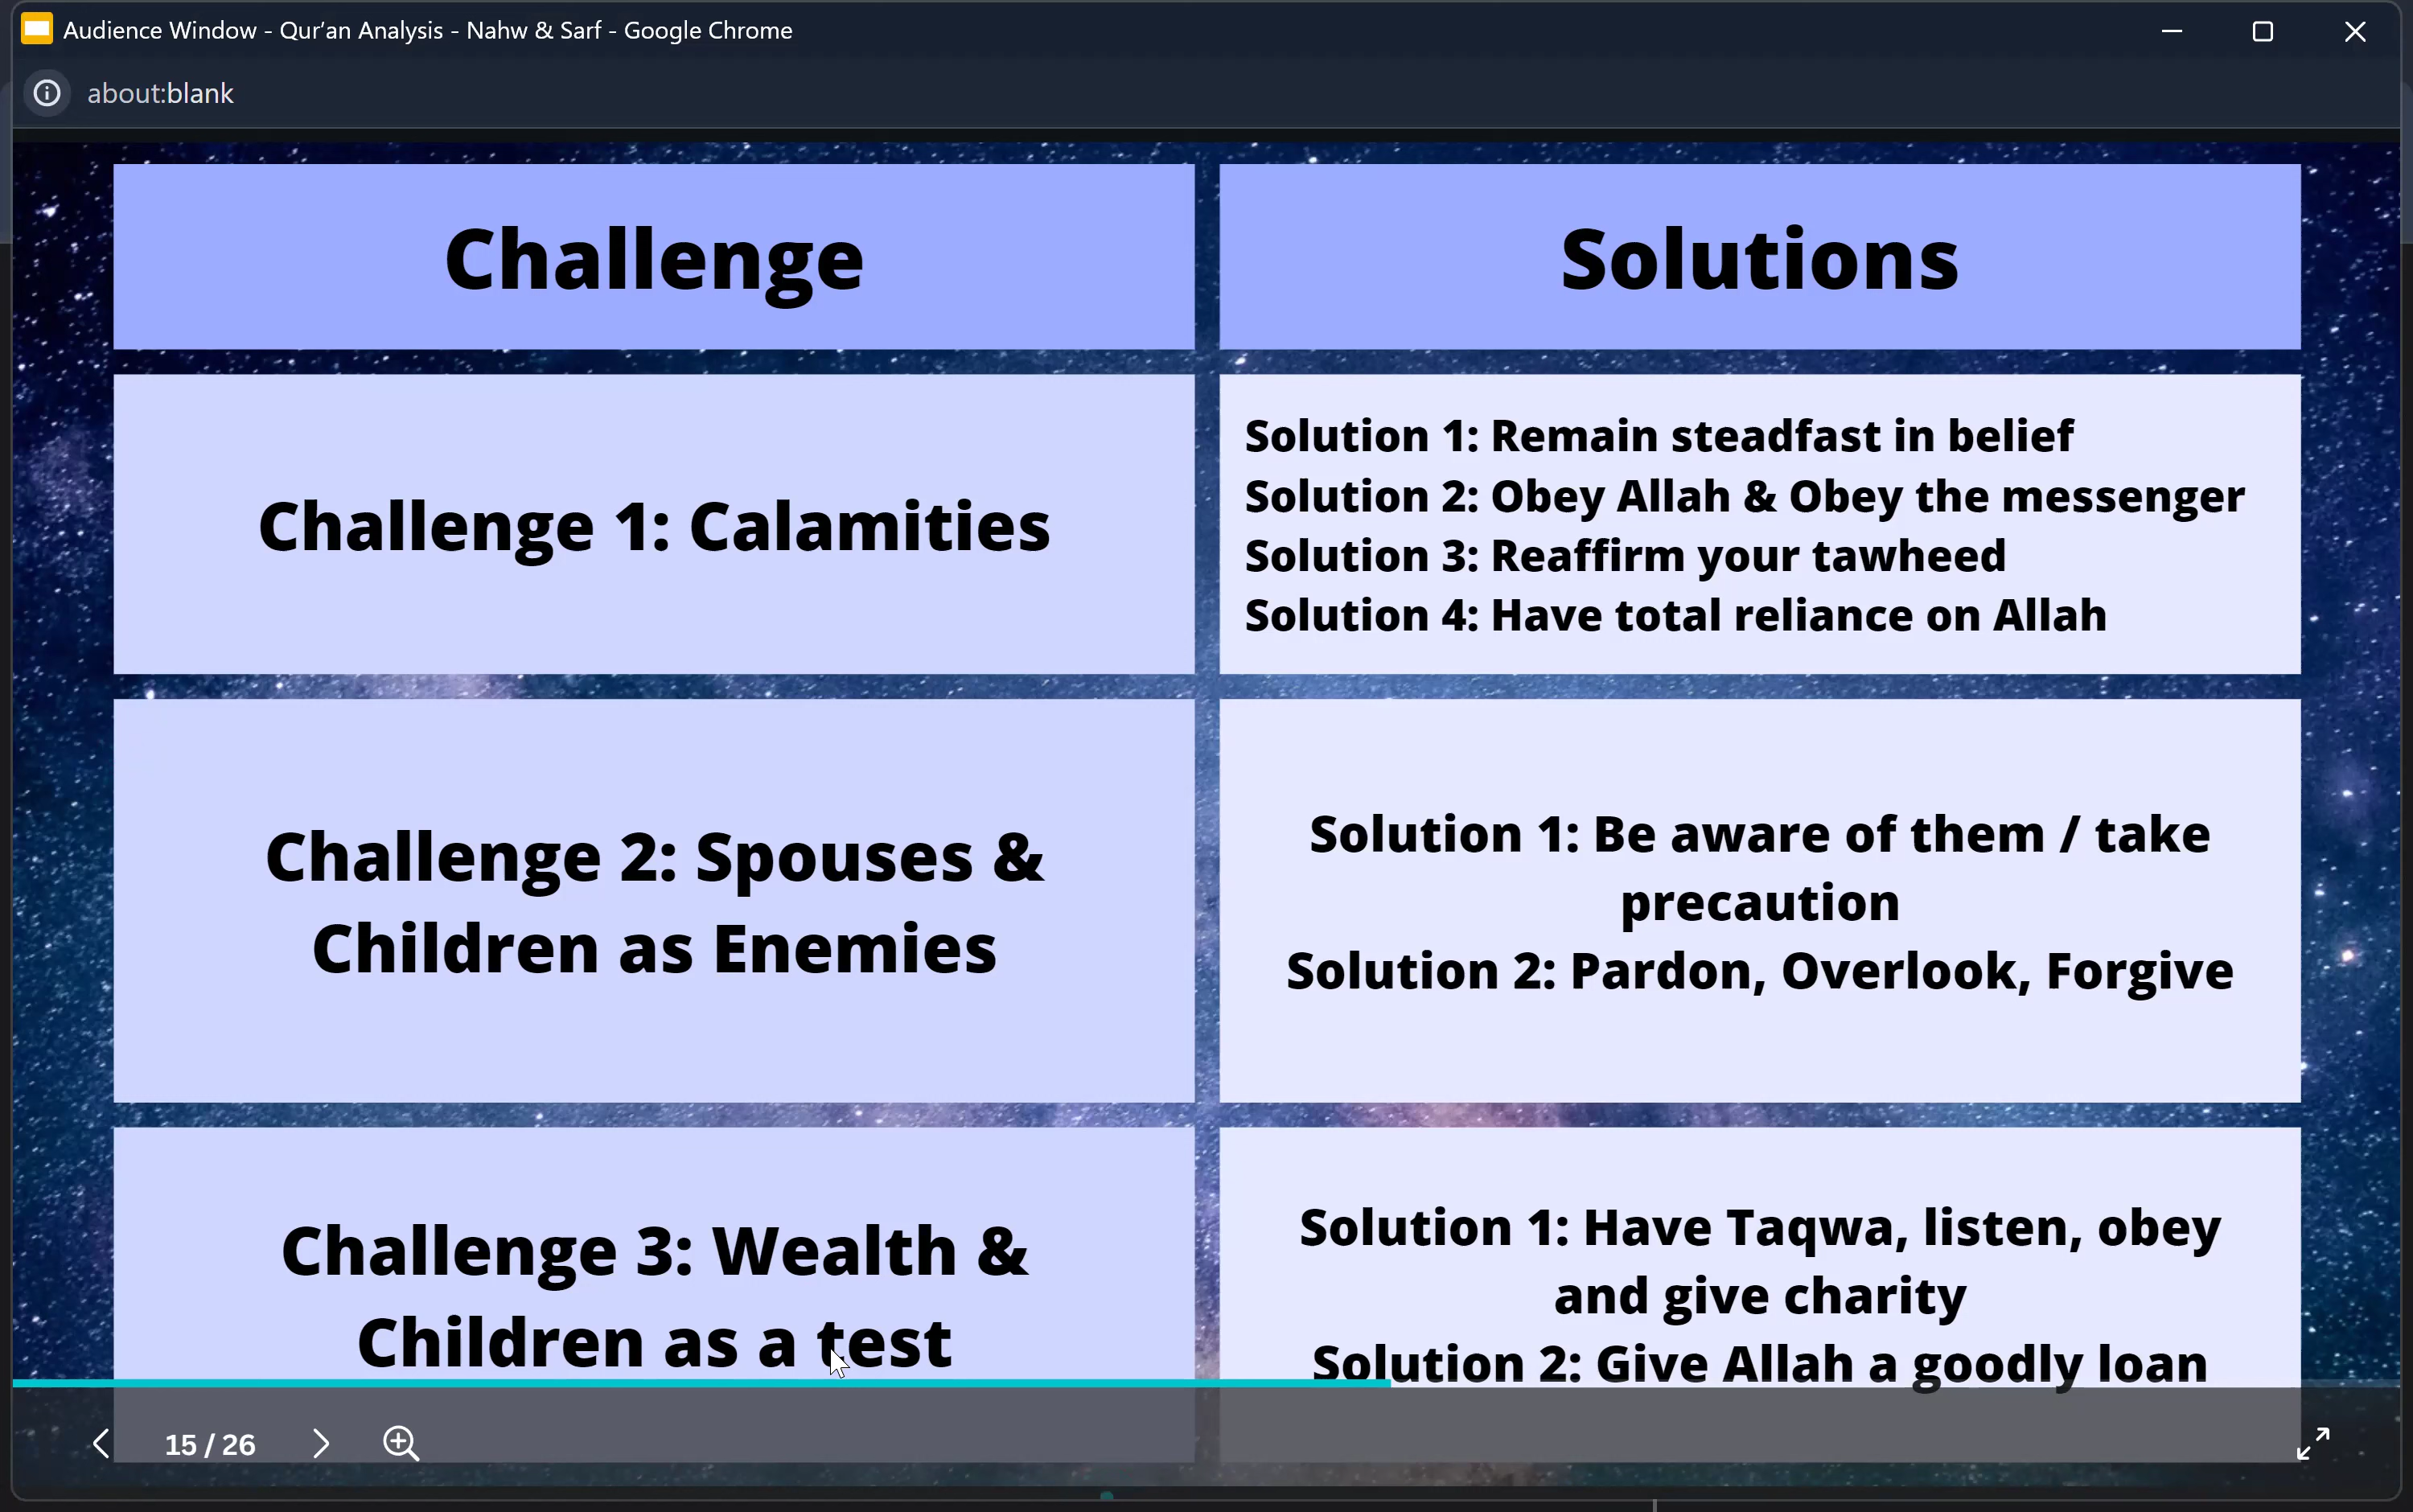 Audience Window - Qur’an Analysis - Nahw & Sarf - Google Chrome
about:blank
Challenge
Solutions
Challenge 1: Calamities
Solution 1: Remain steadfast in belief
Solution 2: Obey Allah & Obey the messenger
Solution 3: Reaffirm your tawheed
Solution 4: Have total reliance on Allah
Challenge 2: Spouses &
Children as Enemies
Solution 1: Be aware of them / take
precaution
Solution 2: Pardon, Overlook, Forgive
Challenge 3: Wealth &
Children as a test
Solution 1: Have Taqwa, listen, obey
and give charity
Solution 2: Give Allah a goodly loan
15 / 26